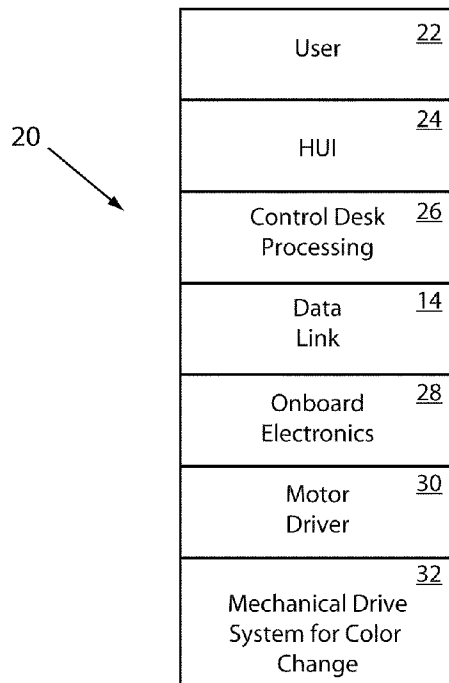 User 22
24
HUI
20
26
Control Desk
Processing
14
Data
Link
28
Onboard
Electronics
30
Motor
Driver
32
Mechanical Drive
System for Color
Change